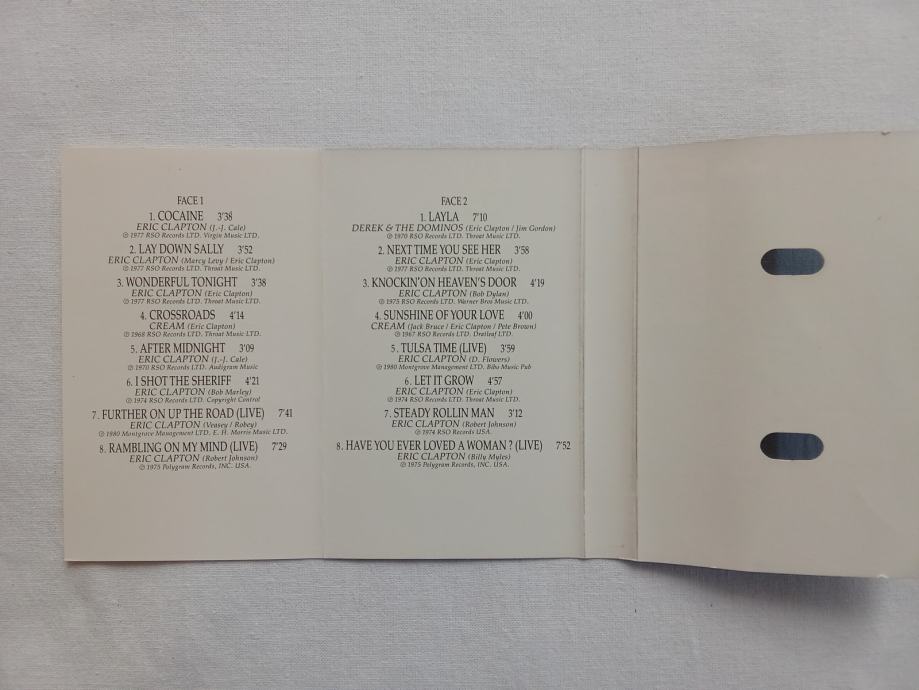 FACE 1
1. COCAINE 3'38
ERIC CLAPTON (J.-J. Cale)
℗ 1977 RSO Records LTD. Virgin Music LTD.
2. LAY DOWN SALLY 3'52
ERIC CLAPTON (Marcy Levy / Eric Clapton)
℗ 1977 RSO Records LTD. Throat Music LTD.
3. WONDERFUL TONIGHT 3'38
ERIC CLAPTON (Eric Clapton)
℗ 1977 RSO Records LTD. Throat Music LTD.
4. CROSSROADS 4'14
CREAM (Eric Clapton)
℗ 1968 RSO Records LTD. Throat Music LTD.
5. AFTER MIDNIGHT 3'09
ERIC CLAPTON (J.-J. Cale)
℗ 1970 RSO Records LTD. Audigram Music
6. I SHOT THE SHERIFF 4'21
ERIC CLAPTON (Bob Marley)
℗ 1974 RSO Records LTD. Copyright Control
7. FURTHER ON UP THE ROAD (LIVE) 7'41
ERIC CLAPTON (Veasey / Robey)
℗ 1980 Montgrove Management LTD. E. H. Morris Music LTD.
8. RAMBLING ON MY MIND (LIVE) 7'29
ERIC CLAPTON (Robert Johnson)
℗ 1975 Polygram Records, INC. USA.
FACE 2
1. LAYLA 7'10
DEREK & THE DOMINOS (Eric Clapton / Jim Gordon)
℗ 1970 RSO Records LTD. Throat Music LTD.
2. NEXT TIME YOU SEE HER 3'58
ERIC CLAPTON (Eric Clapton)
℗ 1977 RSO Records LTD. Throat Music LTD.
3. KNOCKIN'ON HEAVEN'S DOOR 4'19
ERIC CLAPTON (Bob Dylan)
℗ 1975 RSO Records LTD. Warner Bros Music LTD.
4. SUNSHINE OF YOUR LOVE 4'00
CREAM (Jack Bruce / Eric Clapton / Pete Brown)
℗ 1967 RSO Records LTD. Dratleaf LTD.
5. TULSA TIME (LIVE) 3'59
ERIC CLAPTON (D. Flowers)
℗ 1980 Montgrove Management LTD. Bibo Music Pub
6. LET IT GROW 4'57
ERIC CLAPTON (Eric Clapton)
℗ 1974 RSO Records LTD. Throat Music LTD.
7. STEADY ROLLIN MAN 3'12
ERIC CLAPTON (Robert Johnson)
℗ 1974 RSO Records USA.
8. HAVE YOU EVER LOVED A WOMAN ? (LIVE) 7'52
ERIC CLAPTON (Billy Myles)
℗ 1975 Polygram Records, INC. USA.